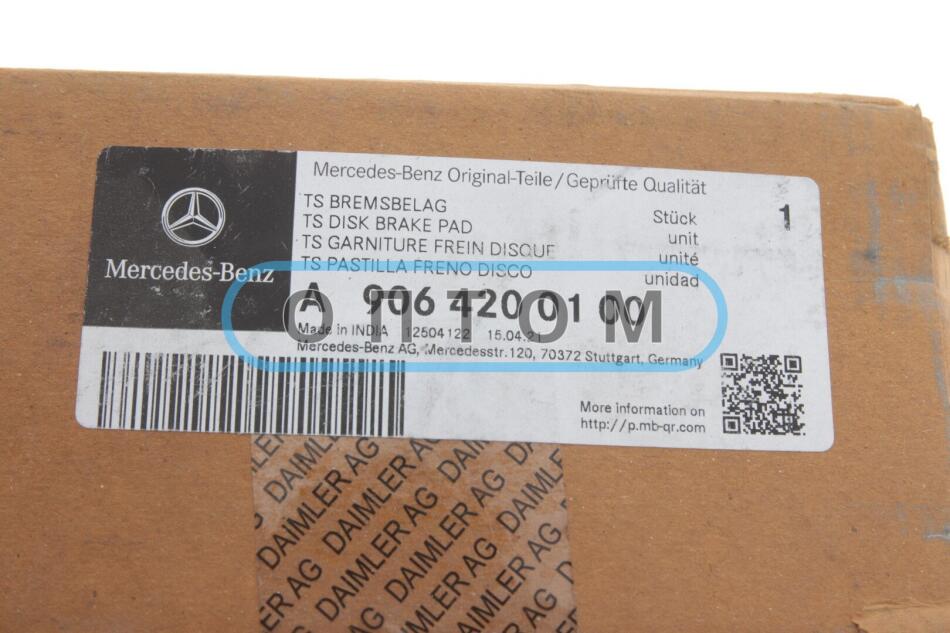 Mercedes-Benz Original-Teile/Geprüfte Qualität
TS BREMSBELAG Stück 1
TS DISK BRAKE PAD unit
TS GARNITURE FREIN DISQUE unité
TS PASTILLA FRENO DISCO unidad
Mercedes-Benz
A 906 420 01 00
Made in INDIA 12504122 15.04.21
Mercedes-Benz AG, Mercedesstr.120, 70372 Stuttgart, Germany
More information on
http://p.mb-qr.com
DAIMLER AG DAIMLER AG
DAIMLER AG DAIMLER AG
ER AG DAIMLER AG